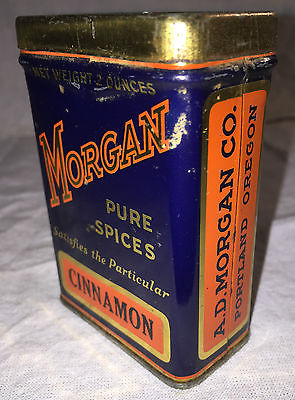 NET WEIGHT 2 OUNCES
MORGAN
PURE
SPICES
Satisfies the Particular
CINNAMON
A.D. MORGAN CO.
PORTLAND OREGON